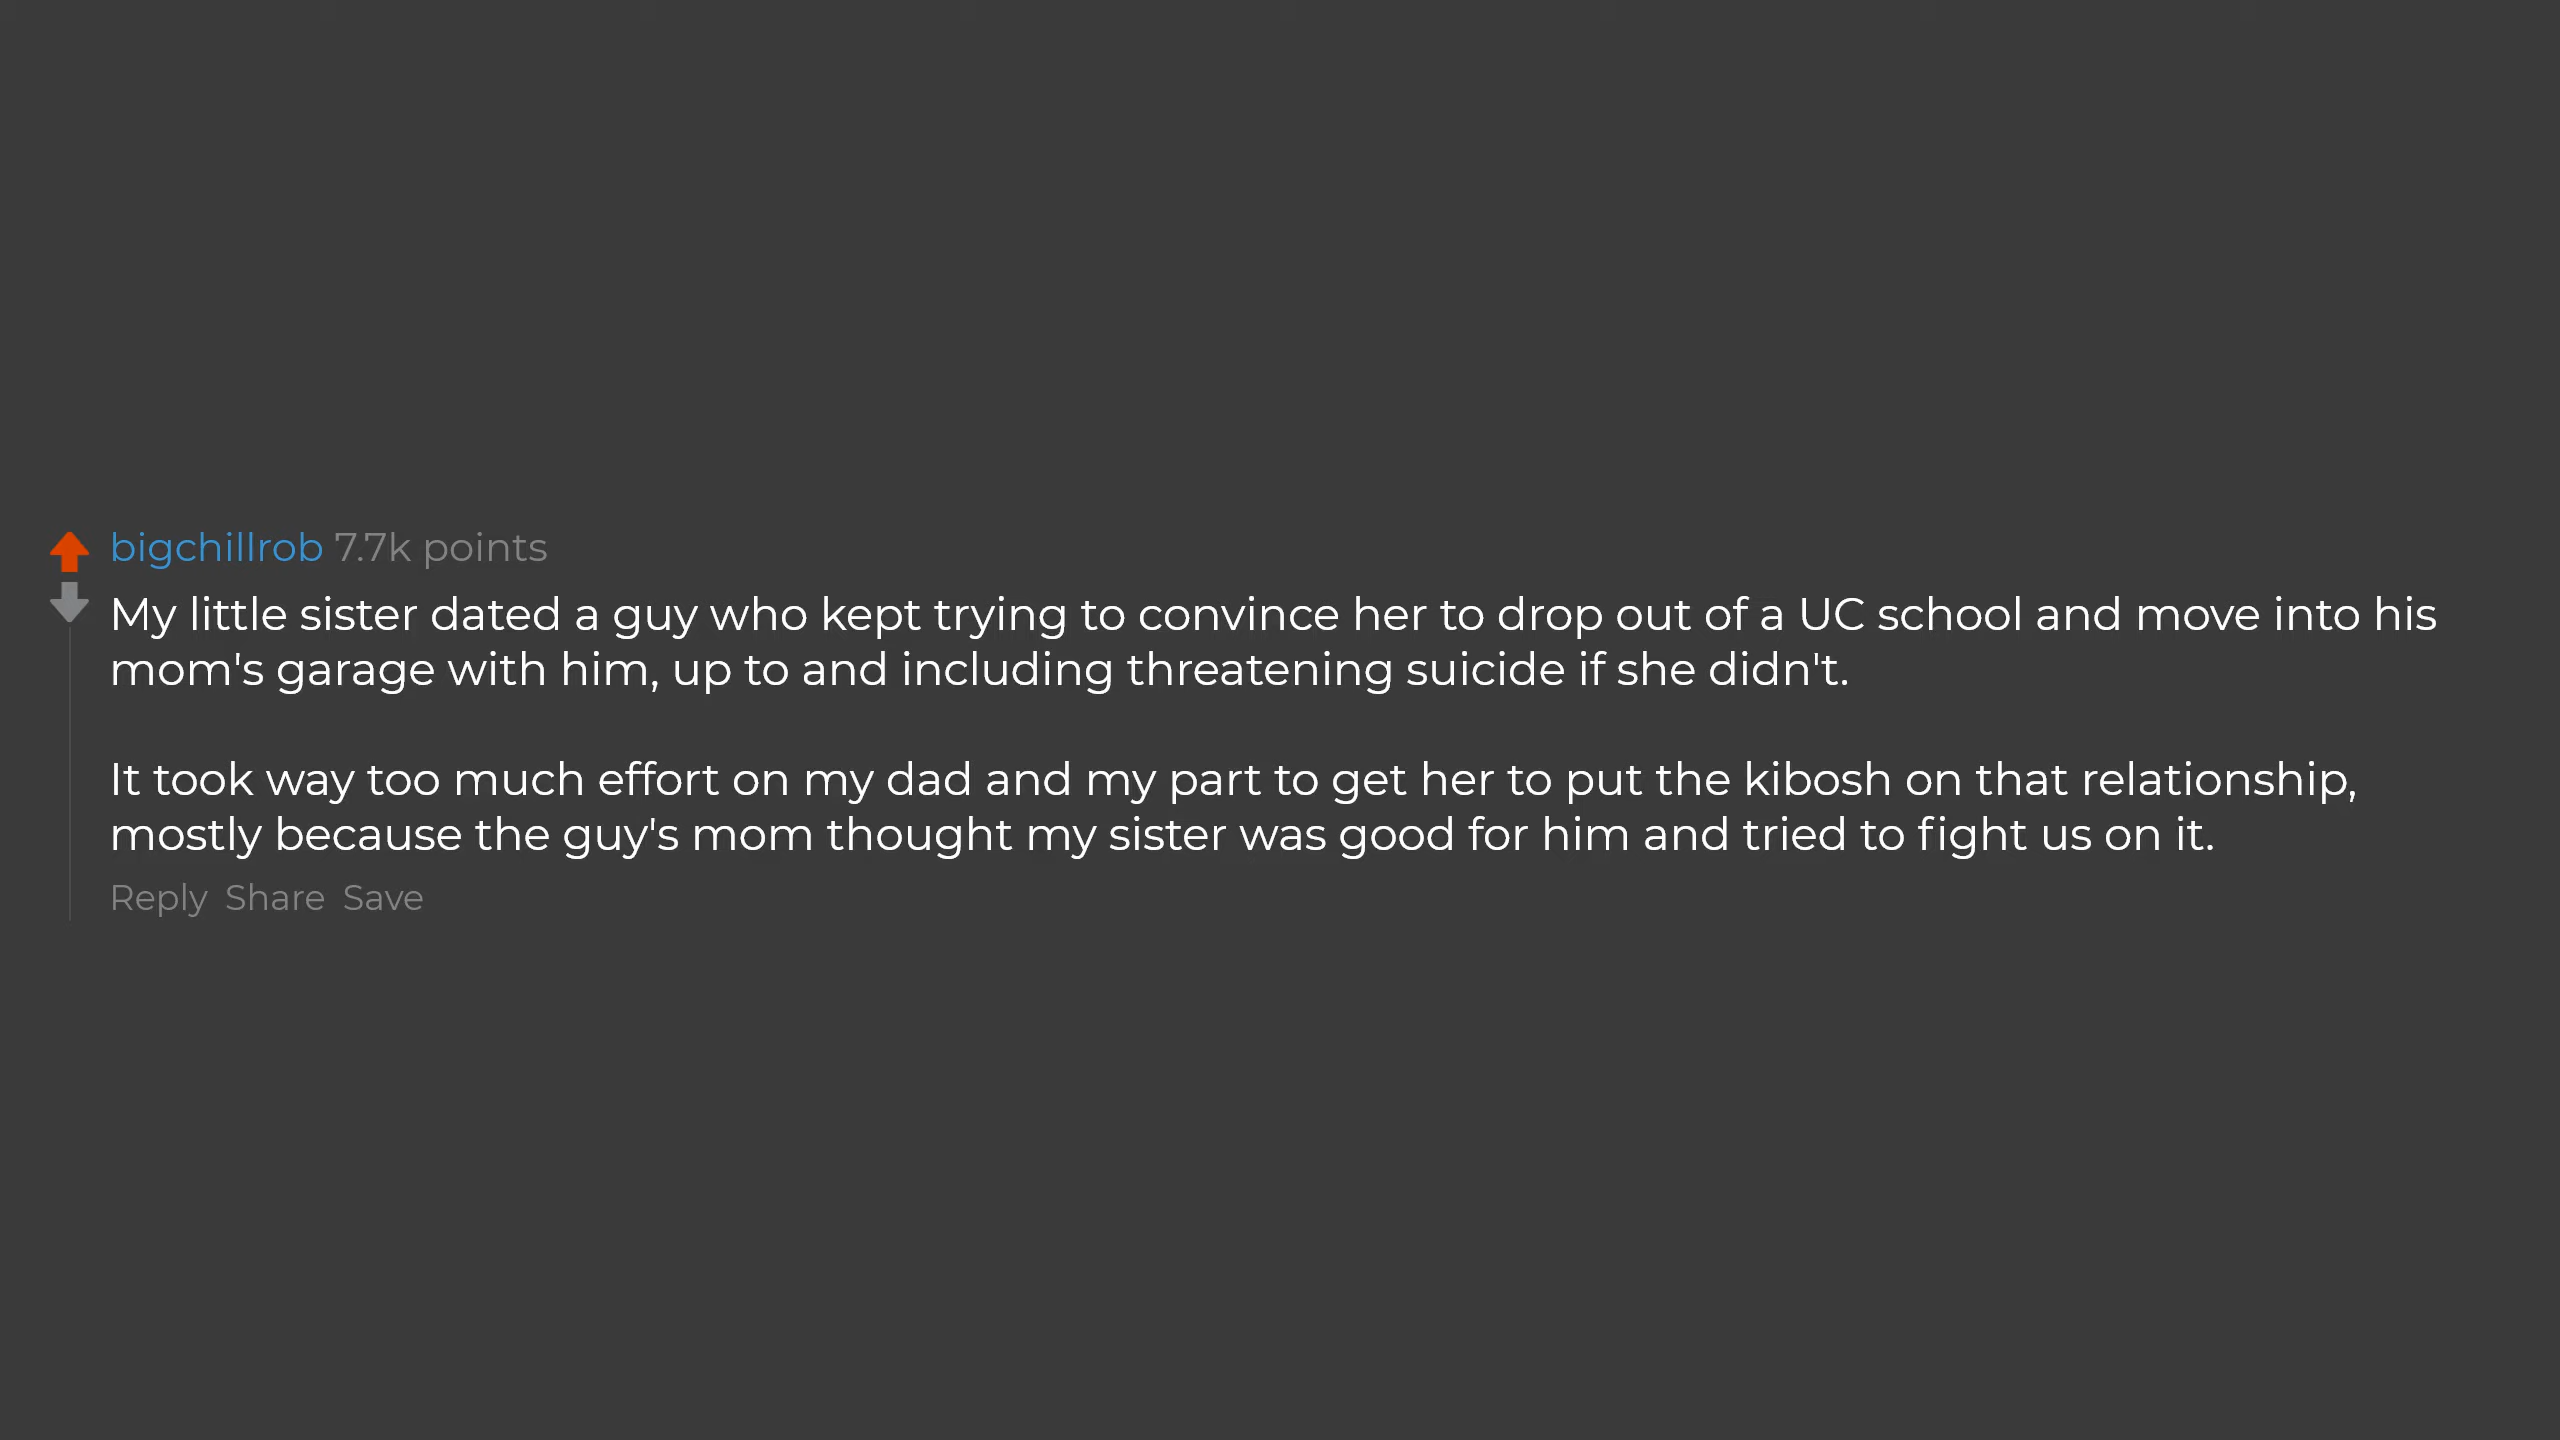 bigchillrob 7.7k points
My little sister dated a guy who kept trying to convince her to drop out of a UC school and move into his
mom's garage with him, up to and including threatening suicide if she didn't.
It took way too much effort on my dad and my part to get her to put the kibosh on that relationship,
mostly because the guy's mom thought my sister was good for him and tried to fight us on it.
Reply Share Save